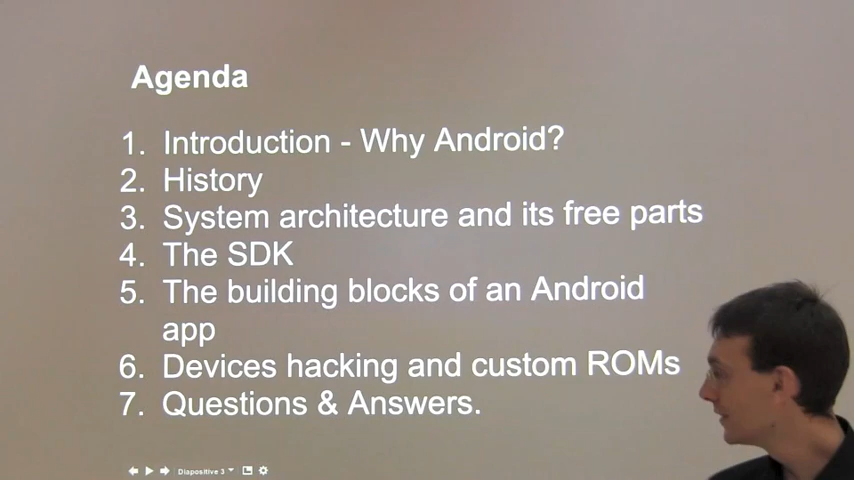 Agenda
1. Introduction - Why Android?
2. History
3. System architecture and its free parts
4. The SDK
5. The building blocks of an Android
app
6. Devices hacking and custom ROMs
7. Questions & Answers.
Diapositive 3